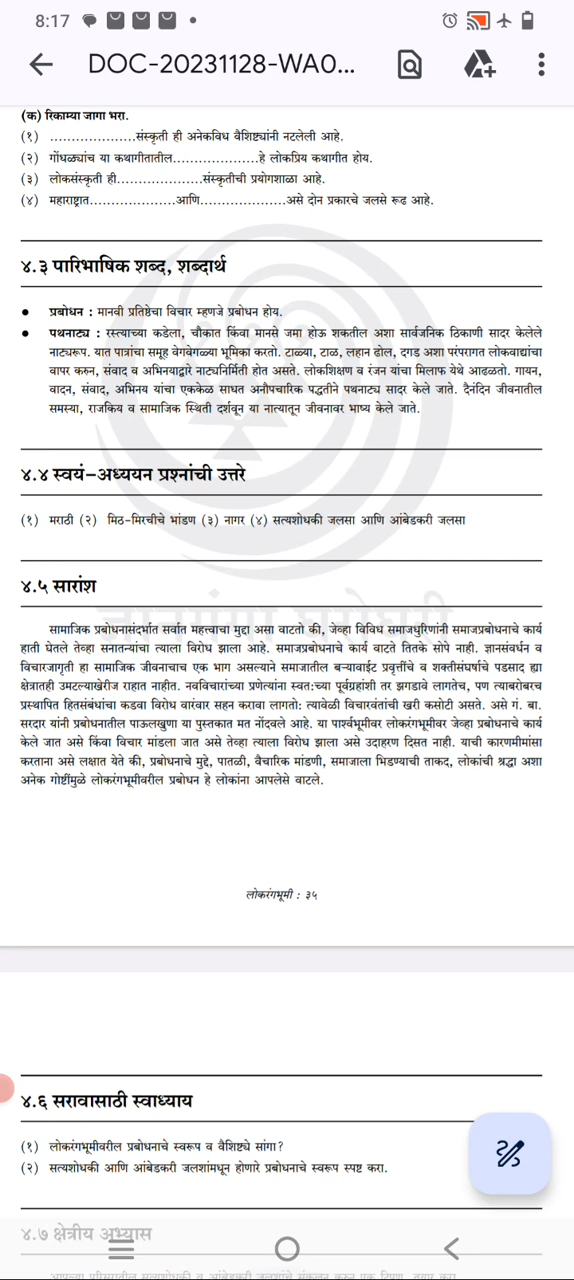 8:17
DOC-20231128-WA0...
(क) रिकाम्या जागा भरा.
(१) ....................संस्कृती ही अनेकविध वैशिष्ट्यांनी नटलेली आहे.
(२) गोंधळ्यांच या कथागीतातील....................हे लोकप्रिय कथागीत होय.
(३) लोकसंस्कृती ही....................संस्कृतीची प्रयोगशाळा आहे.
(४) महाराष्ट्रात....................आणि....................असे दोन प्रकारचे जलसे रूढ आहे.
४.३ पारिभाषिक शब्द, शब्दार्थ
● प्रबोधन : मानवी प्रतिष्ठेचा विचार म्हणजे प्रबोधन होय.
● पथनाट्य : रस्त्याच्या कडेला, चौकात किंवा मानसे जमा होऊ शकतील अशा सार्वजनिक ठिकाणी सादर केलेले
नाट्यरूप. यात पात्रांचा समूह वेगवेगळ्या भूमिका करतो. टाळ्या, टाळ, लहान ढोल, दगड अशा परंपरागत लोकवाद्यांचा
वापर करुन, संवाद व अभिनयाद्वारे नाट्यनिर्मिती होत असते. लोकशिक्षण व रंजन यांचा मिलाफ येथे आढळतो. गायन,
वादन, संवाद, अभिनय यांचा एककेळ साधत अनौपचारिक पद्धतीने पथनाट्य सादर केले जाते. दैनंदिन जीवनातील
समस्या, राजकिय व सामाजिक स्थिती दर्शवून या नात्यातून जीवनावर भाष्य केले जाते.
४.४ स्वयं-अध्ययन प्रश्नांची उत्तरे
(१) मराठी (२) मिठ-मिरचीचे भांडण (३) नागर (४) सत्यशोधकी जलसा आणि आंबेडकरी जलसा
४.५ सारांश
ज्ञानगंगा घरोघरी
सामाजिक प्रबोधनासंदर्भात सर्वात महत्त्वाचा मुद्दा असा वाटतो की, जेव्हा विविध समाजधुरिणांनी समाजप्रबोधनाचे कार्य
हाती घेतले तेव्हा सनातन्यांचा त्याला विरोध झाला आहे. समाजप्रबोधनाचे कार्य वाटते तितके सोपे नाही. ज्ञानसंवर्धन व
विचारजागृती हा सामाजिक जीवनाचाच एक भाग असल्याने समाजातील बऱ्यावाईट प्रवृत्तींचे व शक्तीसंघर्षाचे पडसाद ह्या
क्षेत्रातही उमटल्याखेरीज राहात नाहीत. नवविचारांच्या प्रणेत्यांना स्वत:च्या पूर्वग्रहांशी तर झगडावे लागतेच, पण त्याबरोबरच
प्रस्थापित हितसंबंधांचा कडवा विरोध वारंवार सहन करावा लागतो: त्यावेळी विचारवंतांची खरी कसोटी असते. असे गं. बा.
सरदार यांनी प्रबोधनातील पाऊलखुणा या पुस्तकात मत नोंदवले आहे. या पार्श्वभूमीवर लोकरंगभूमीवर जेव्हा प्रबोधनाचे कार्य
केले जात असे किंवा विचार मांडला जात असे तेव्हा त्याला विरोध झाला असे उदाहरण दिसत नाही. याची कारणमीमांसा
करताना असे लक्षात येते की, प्रबोधनाचे मुद्दे, पातळी, वैचारिक मांडणी, समाजाला भिडण्याची ताकद, लोकांची श्रद्धा अशा
अनेक गोष्टींमुळे लोकरंगभूमीवरील प्रबोधन हे लोकांना आपलेसे वाटले.
लोकरंगभूमी : ३५
४.६ सरावासाठी स्वाध्याय
(१) लोकरंगभूमीवरील प्रबोधनाचे स्वरूप व वैशिष्ट्ये सांगा?
(२) सत्यशोधकी आणि आंबेडकरी जलशांमधून होणारे प्रबोधनाचे स्वरूप स्पष्ट करा.
४.७ क्षेत्रीय अभ्यास